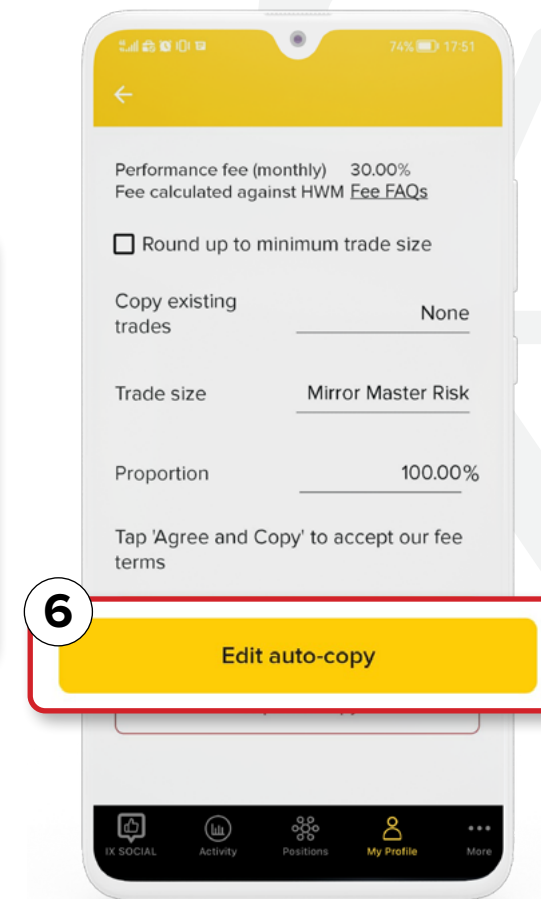 74% 17:51
Performance fee (monthly) 30.00%
Fee calculated against HWM Fee FAQs
Round up to minimum trade size
Copy existing
trades
None
Trade size Mirror Master Risk
Proportion 100.00%
Tap 'Agree and Copy' to accept our fee
terms
6
Edit auto-copy
IX SOCIAL Activity Positions My Profile More